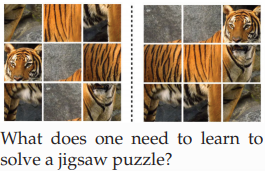 What does one need to learn to
solve a jigsaw puzzle?